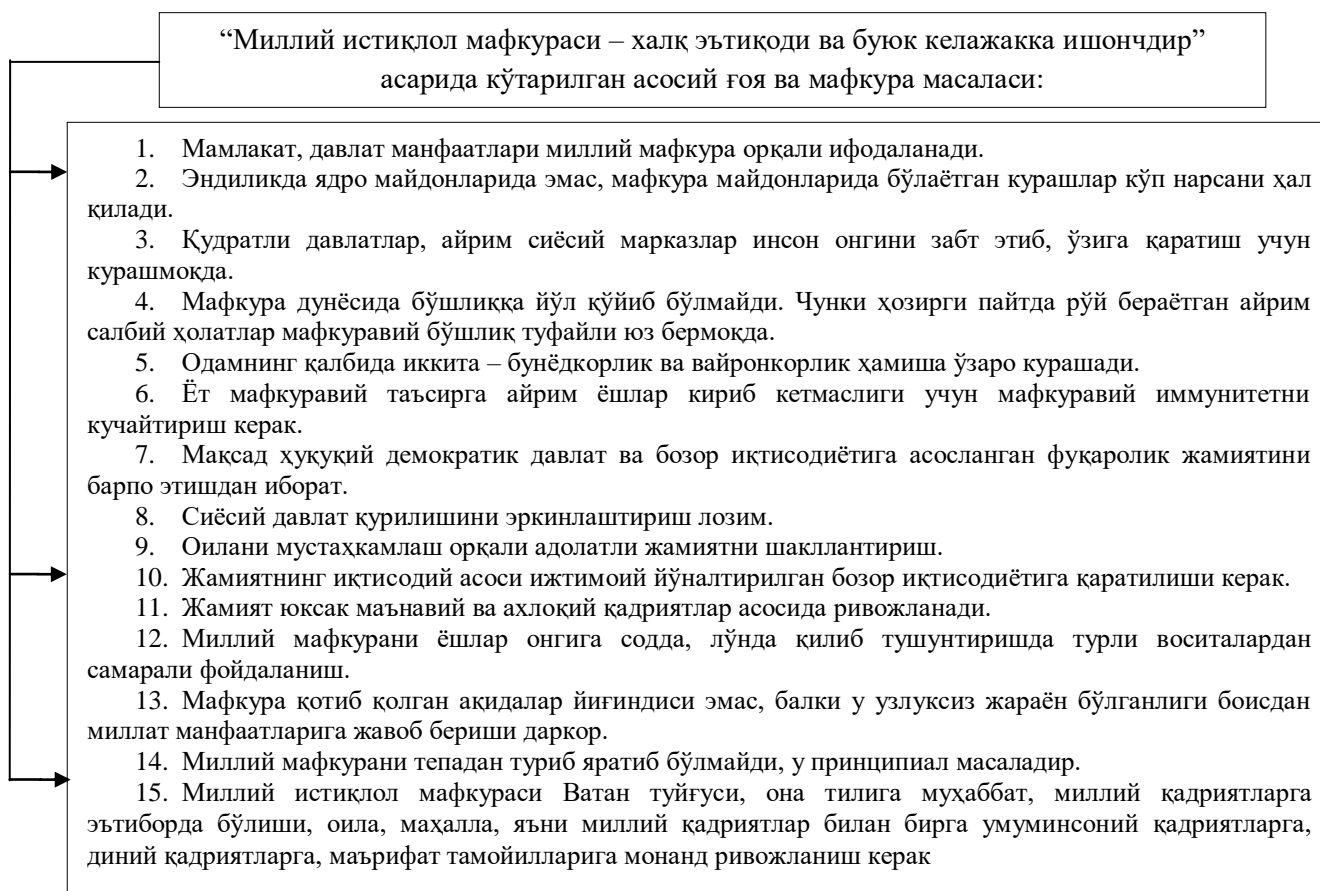 “Миллий истиқлол мафкураси – халқ эътиқоди ва буюк келажакка ишончдир”
асарида кўтарилган асосий ғоя ва мафкура масаласи:
1. Мамлакат, давлат манфаатлари миллий мафкура орқали ифодаланади.
2. Эндиликда ядро майдонларида эмас, мафкура майдонларида бўлаётган курашлар кўп нарсани ҳал
қилади.
3. Қудратли давлатлар, айрим сиёсий марказлар инсон онгини забт этиб, ўзига қаратиш учун
курашмоқда.
4. Мафкура дунёсида бўшлиққа йўл қўйиб бўлмайди. Чунки ҳозирги пайтда рўй бераётган айрим
салбий ҳолатлар мафкуравий бўшлиқ туфайли юз бермоқда.
5. Одамнинг қалбида иккита – бунёдкорлик ва вайронкорлик ҳамиша ўзаро курашади.
6. Ёт мафкуравий таъсирга айрим ёшлар кириб кетмаслиги учун мафкуравий иммунитетни
кучайтириш керак.
7. Мақсад ҳуқуқий демократик давлат ва бозор иқтисодиётига асосланган фуқаролик жамиятини
барпо этишдан иборат.
8. Сиёсий давлат қурилишини эркинлаштириш лозим.
9. Оилани мустаҳкамлаш орқали адолатли жамиятни шакллантириш.
10. Жамиятнинг иқтисодий асоси ижтимоий йўналтирилган бозор иқтисодиётига қаратилиши керак.
11. Жамият юксак маънавий ва ахлоқий қадриятлар асосида ривожланади.
12. Миллий мафкурани ёшлар онгига содда, лўнда қилиб тушунтиришда турли воситалардан
самарали фойдаланиш.
13. Мафкура қотиб қолган ақидалар йиғиндиси эмас, балки у узлуксиз жараён бўлганлиги боисдан
миллат манфаатларига жавоб бериши даркор.
14. Миллий мафкурани тепадан туриб яратиб бўлмайди, у принципиал масаладир.
15. Миллий истиқлол мафкураси Ватан туйғуси, она тилига муҳаббат, миллий қадриятларга
эътиборда бўлиши, оила, маҳалла, яъни миллий қадриятлар билан бирга умуминсоний қадриятларга,
диний қадриятларга, маърифат тамойилларига монанд ривожланиш керак